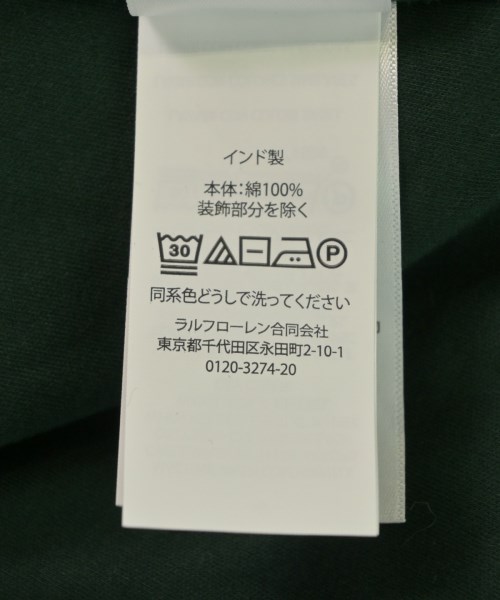 インド製
本体:綿100%
装飾部分を除く
30 P
同系色どうしで洗ってください
ラルフローレン合同会社
東京都千代田区永田町2-10-1
0120-3274-20